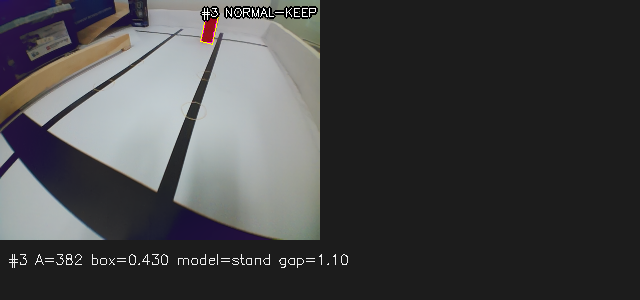 #3 NORMAL-KEEP
#3 A=382 box=0.430 model=stand gap=1.10